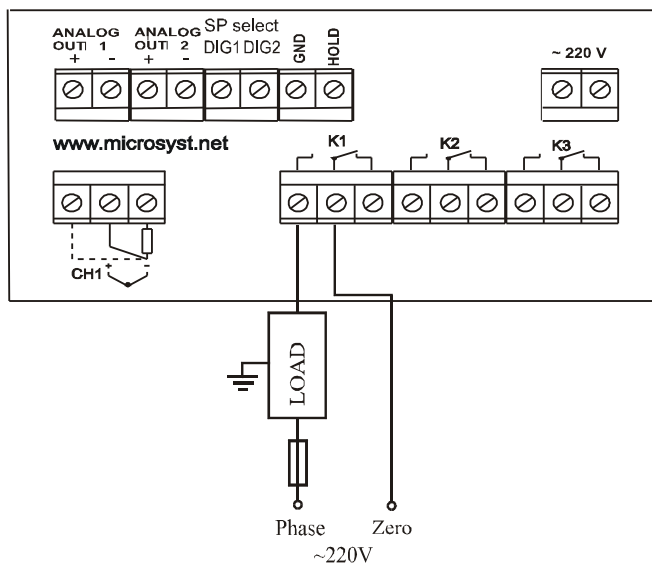 ANALOG ANALOG SP select
OUT 1 OUT 2 DIG1 DIG2 GND HOLD
+ - + -
~ 220 V
www.microsyst.net
K1 K2 K3
+ -
CH1
LOAD
Phase Zero
~220V